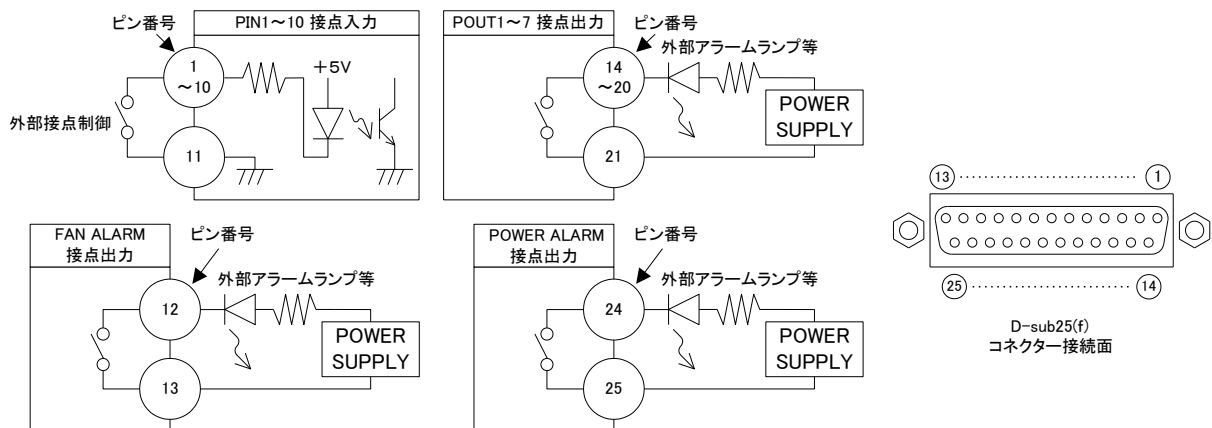 ピン番号
PIN1～10 接点入力
1
～10
+5V
外部接点制御
11
POUT1～7 接点出力
ピン番号
外部アラームランプ等
14
～20
POWER
SUPPLY
21
FAN ALARM
接点出力
ピン番号
外部アラームランプ等
12
POWER
SUPPLY
13
POWER ALARM
接点出力
ピン番号
外部アラームランプ等
24
POWER
SUPPLY
25
13 1
25 14
D-sub25(f)
コネクター接続面